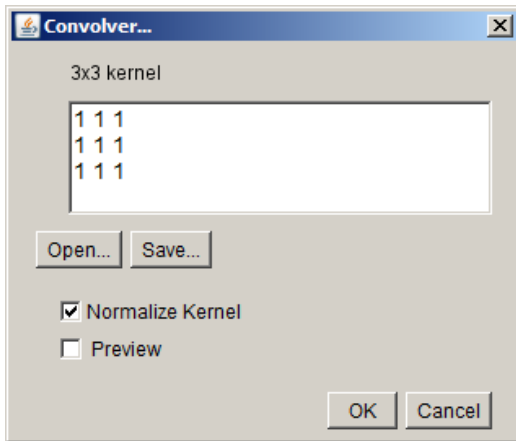 Convolver...
3x3 kernel
1 1 1
1 1 1
1 1 1
Open... Save...
Normalize Kernel
Preview
OK Cancel